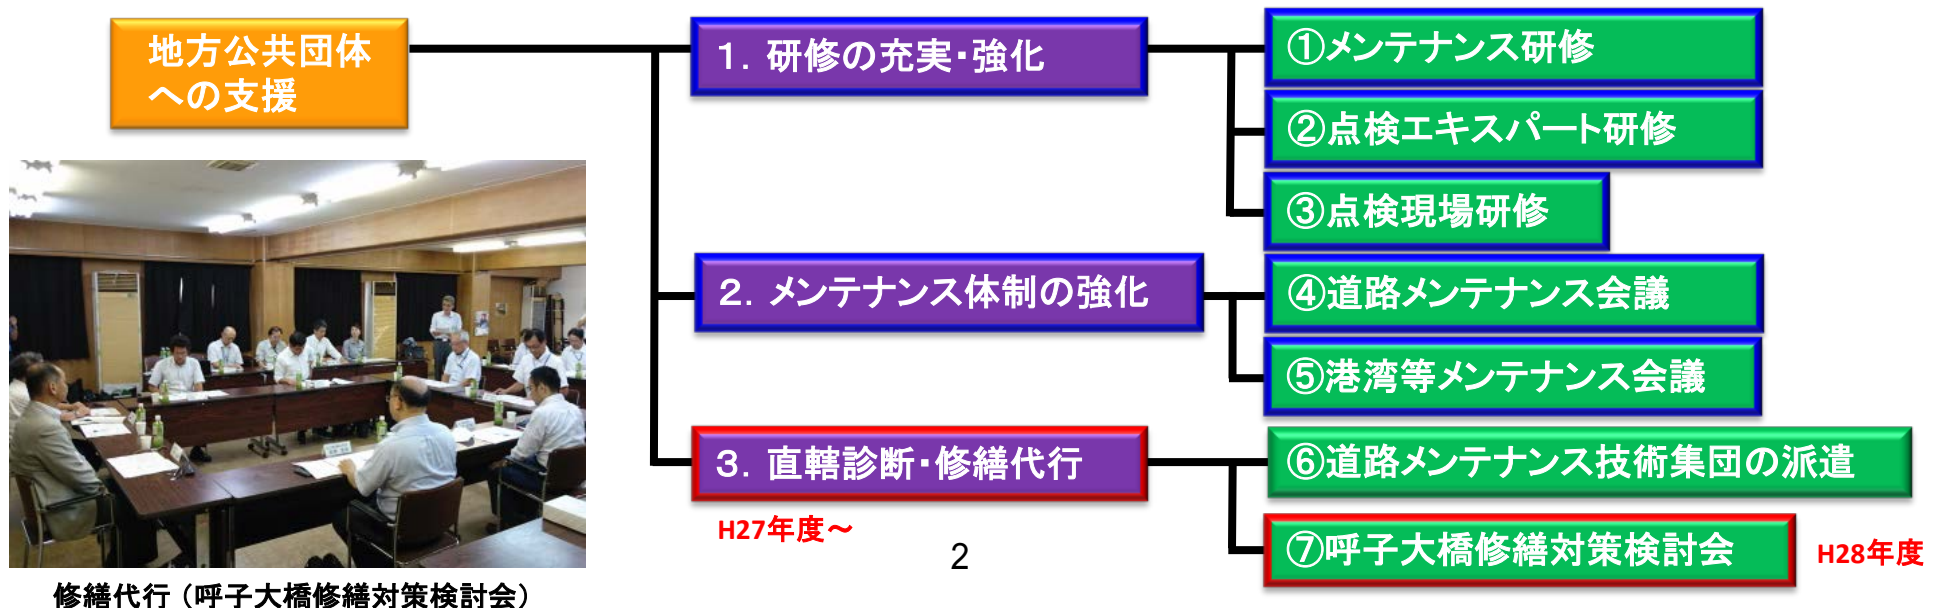 地方公共団体
への支援
１．研修の充実・強化
①メンテナンス研修
②点検エキスパート研修
③点検現場研修
２．メンテナンス体制の強化
④道路メンテナンス会議
⑤港湾等メンテナンス会議
３．直轄診断・修繕代行
H27年度～
⑥道路メンテナンス技術集団の派遣
⑦呼子大橋修繕対策検討会
H28年度
2
修繕代行（呼子大橋修繕対策検討会）